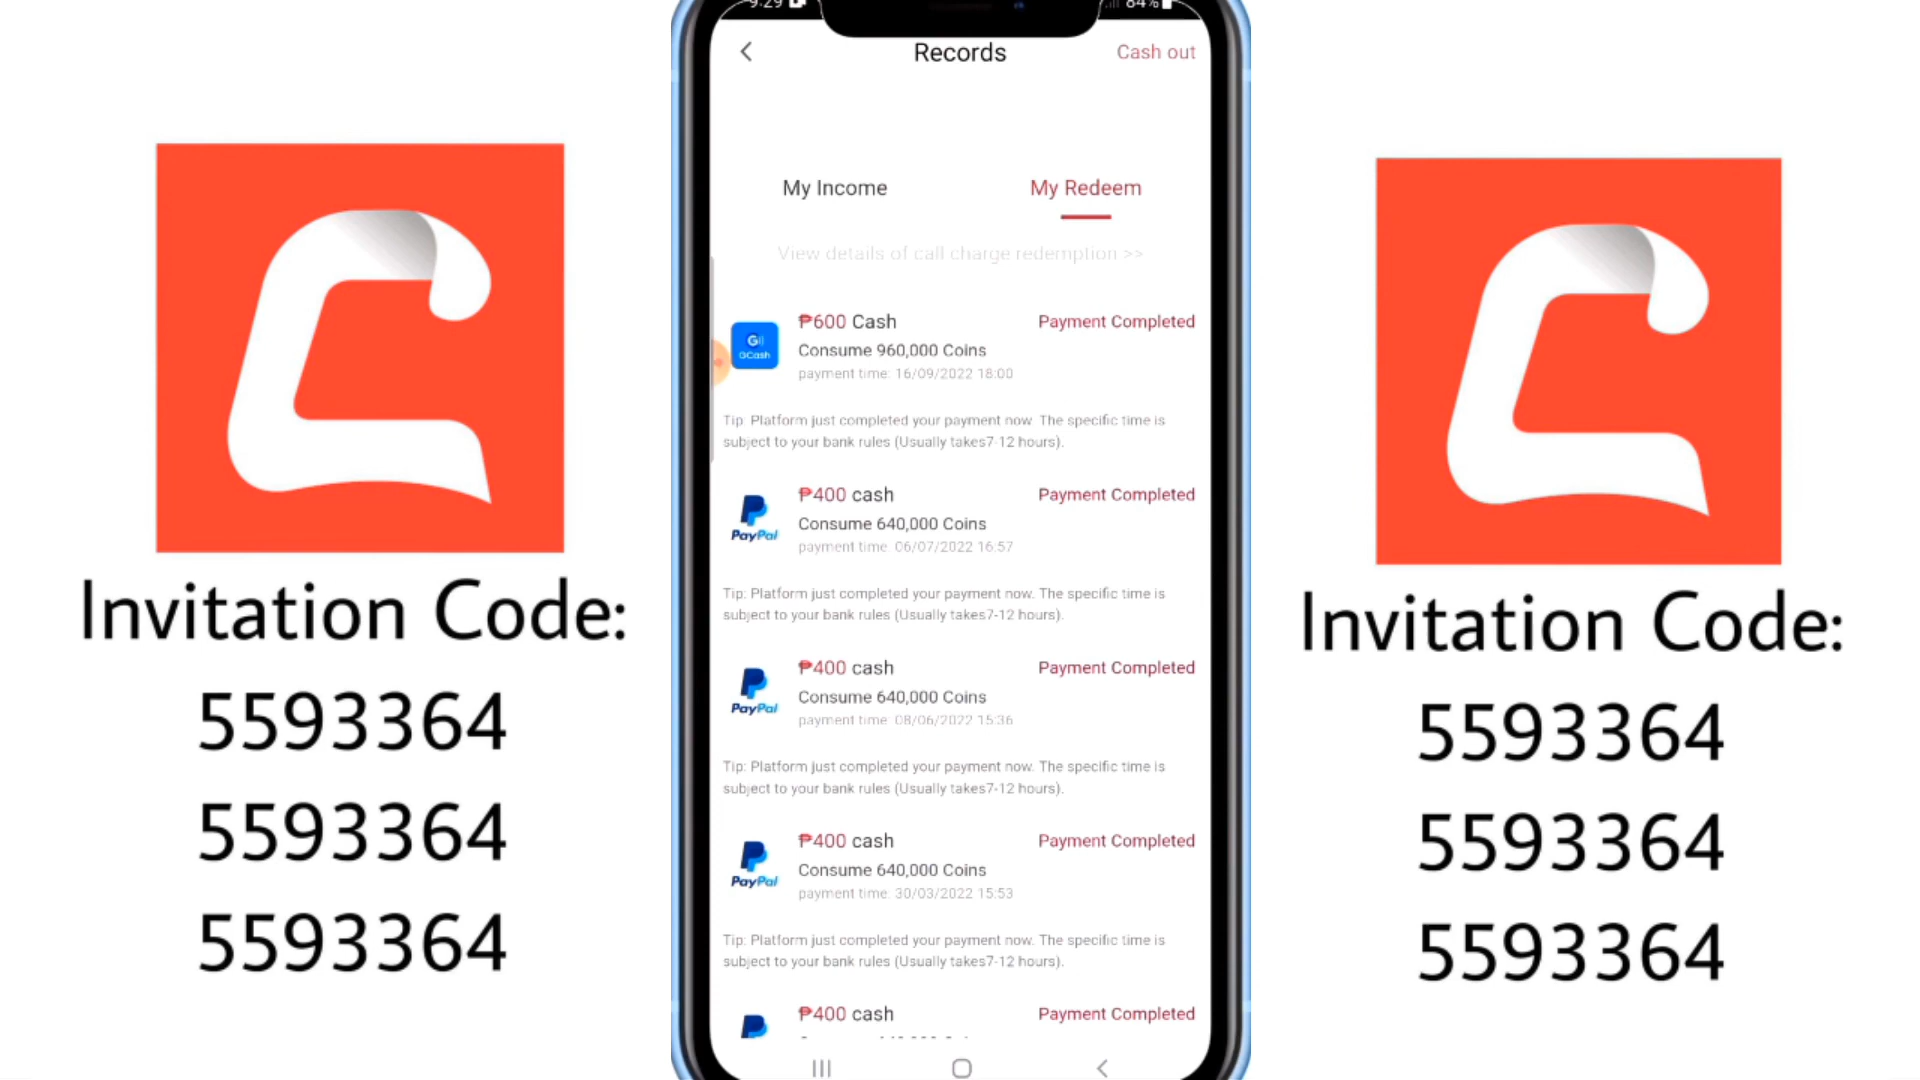 9:29
84%
Records
Cash out
My Income
My Redeem
View details of call charge redemption >>
₱600 Cash
Payment Completed
GCash
Consume 960,000 Coins
payment time: 16/09/2022 18:00
Tip: Platform just completed your payment now. The specific time is
subject to your bank rules (Usually takes7-12 hours).
₱400 cash
Payment Completed
PayPal
Consume 640,000 Coins
payment time: 06/07/2022 16:57
Tip: Platform just completed your payment now. The specific time is
subject to your bank rules (Usually takes7-12 hours).
₱400 cash
Payment Completed
PayPal
Consume 640,000 Coins
payment time: 08/06/2022 15:36
Tip: Platform just completed your payment now. The specific time is
subject to your bank rules (Usually takes7-12 hours).
₱400 cash
Payment Completed
PayPal
Consume 640,000 Coins
payment time: 30/03/2022 15:53
Tip: Platform just completed your payment now. The specific time is
subject to your bank rules (Usually takes7-12 hours).
₱400 cash
Payment Completed
Invitation Code:
5593364
5593364
5593364
Invitation Code:
5593364
5593364
5593364